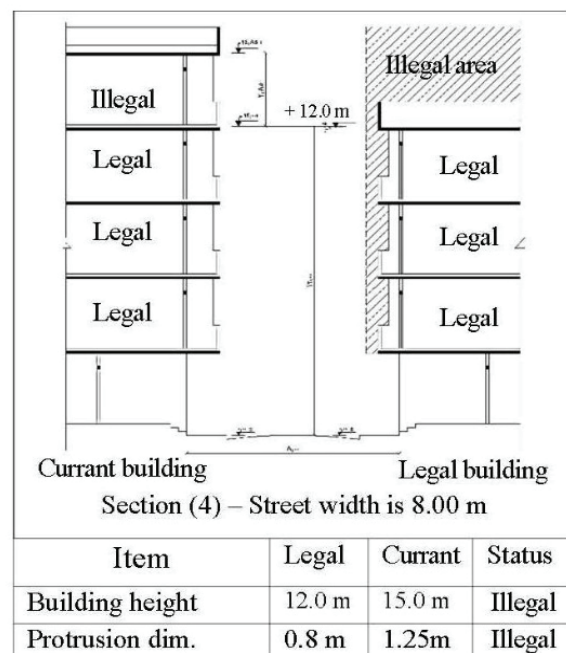 Illegal area
Illegal
+ 12.0 m
Legal
Legal
Legal
Legal
Legal
Legal
Currant building
Legal building
Section (4) – Street width is 8.00 m
Item Legal Currant Status
Building height 12.0 m 15.0 m Illegal
Protrusion dim. 0.8 m 1.25m Illegal